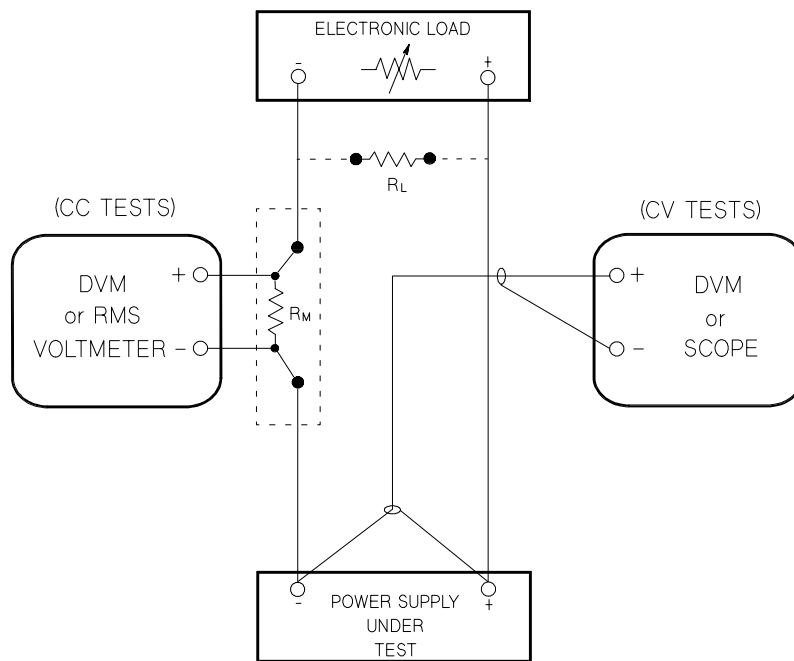 ELECTRONIC LOAD
-
+
RL
(CC TESTS)
(CV TESTS)
+
DVM
or RMS
VOLTMETER
-
RM
+
DVM
or
SCOPE
-
-
POWER SUPPLY
UNDER
TEST
+